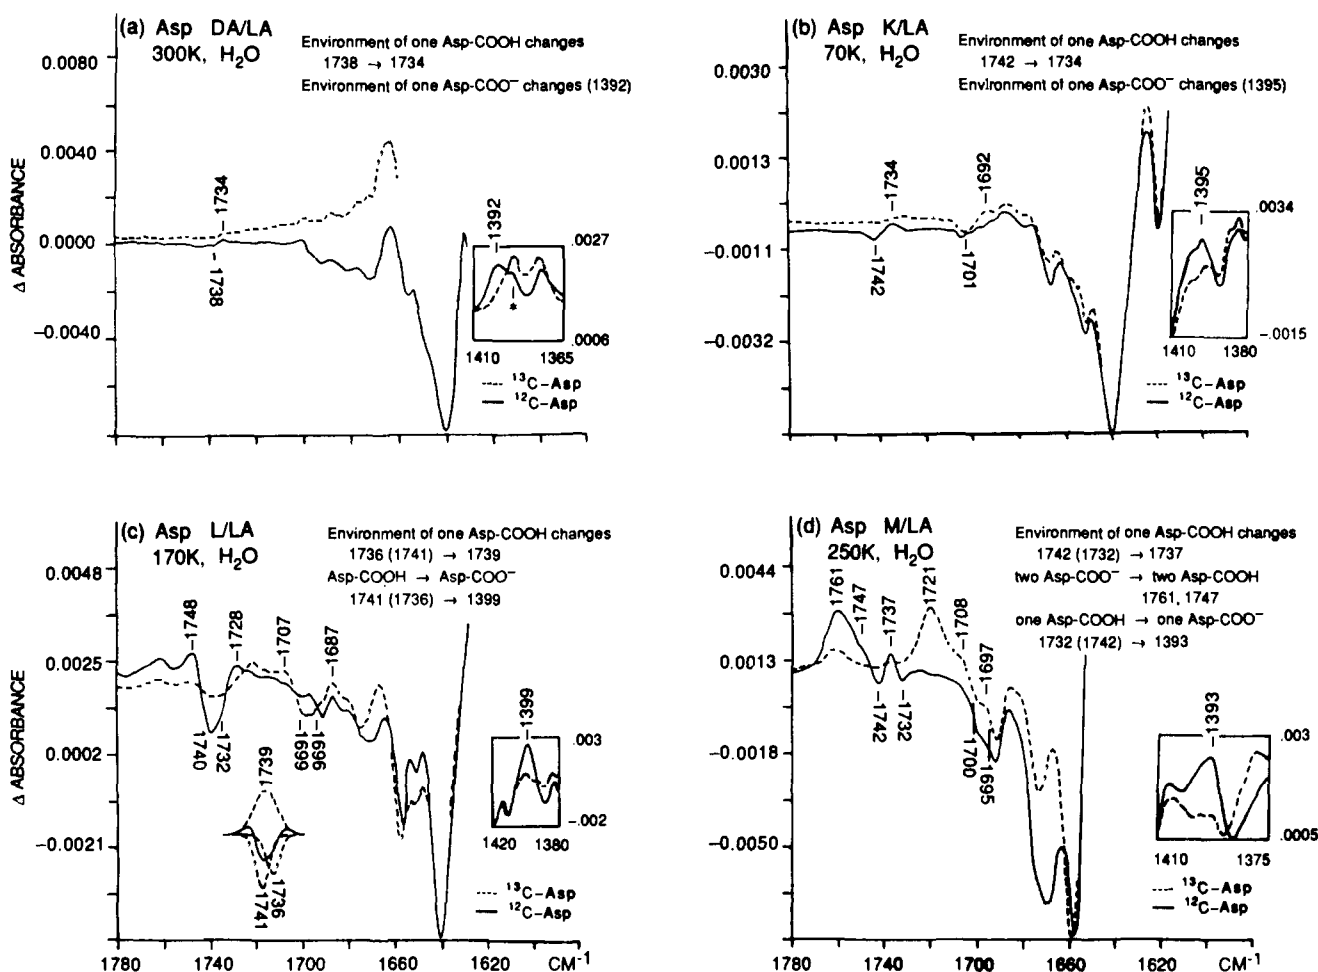 (a) Asp DA/LA
300K, H₂O
Environment of one Asp-COOH changes
1738 → 1734
Environment of one Asp-COO⁻ changes (1392)
0.0080
0.0040
0.0000
−0.0040
Δ ABSORBANCE
1734
1738
1392
.0027
.0006
*
1410 1365
---- ¹³C-Asp
— ¹²C-Asp
(b) Asp K/LA
70K, H₂O
Environment of one Asp-COOH changes
1742 → 1734
Environment of one Asp-COO⁻ changes (1395)
0.0030
0.0013
−0.0011
−0.0032
1734
1692
1742
1701
1395
.0034
-.0015
1410 1380
---- ¹³C-Asp
— ¹²C-Asp
(c) Asp L/LA
170K, H₂O
Environment of one Asp-COOH changes
1736 (1741) → 1739
Asp-COOH → Asp-COO⁻
1741 (1736) → 1399
0.0048
0.0025
0.0002
−0.0021
Δ ABSORBANCE
1748
1728
1707
1687
1740
1732
1699
1696
1739
1741
1736
1399
.003
-.002
1420 1380
---- ¹³C-Asp
— ¹²C-Asp
1780 1740 1700 1660 1620 CM⁻¹
(d) Asp M/LA
250K, H₂O
Environment of one Asp-COOH changes
1742 (1732) → 1737
two Asp-COO⁻ → two Asp-COOH
1761, 1747
one Asp-COOH → one Asp-COO⁻
1732 (1742) → 1393
0.0044
0.0013
-0.0018
-0.0050
1761
1747
1737
1721
1708
1697
1742
1732
1700
1695
1393
.003
.0005
1410 1375
---- ¹³C-Asp
— ¹²C-Asp
1780 1740 1700 1660 1620 CM⁻¹